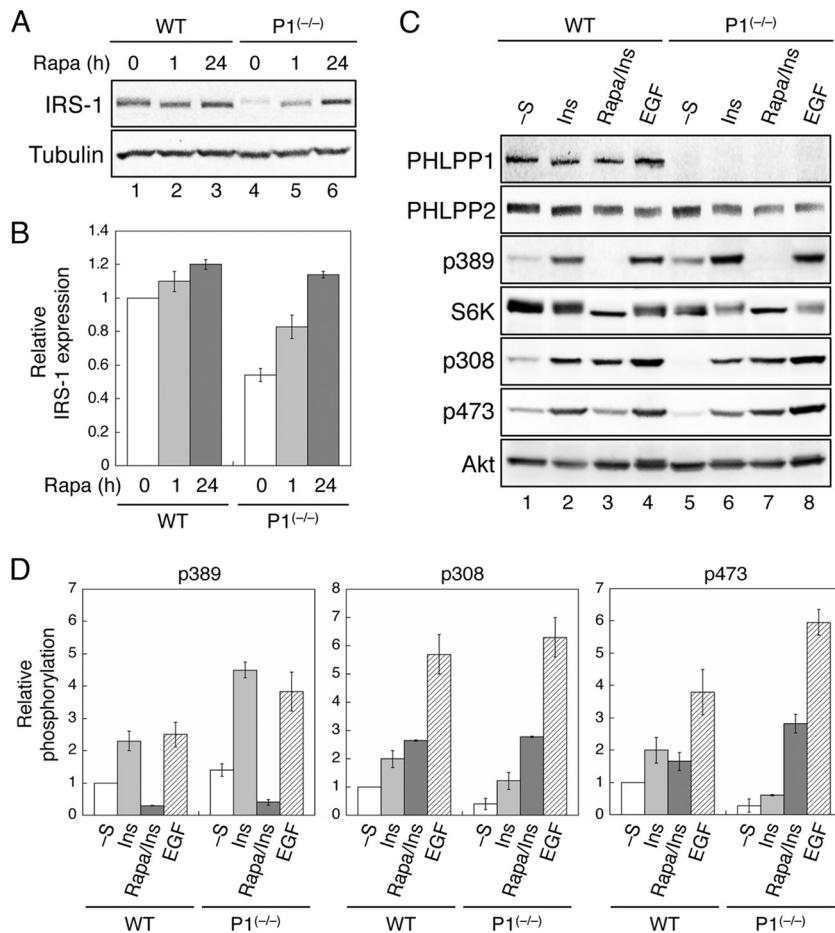 A
WT P1(–/–)
Rapa (h) 0 1 24 0 1 24
IRS-1
Tubulin
1 2 3 4 5 6
B
Relative
IRS-1 expression
1.4
1.2
1
0.8
0.6
0.4
0.2
0
Rapa (h) 0 1 24 0 1 24
WT P1(–/–)
C
WT P1(–/–)
–S Ins Rapa/Ins EGF –S Ins Rapa/Ins EGF
PHLPP1
PHLPP2
p389
S6K
p308
p473
Akt
1 2 3 4 5 6 7 8
D
Relative
phosphorylation
p389
7
6
5
4
3
2
1
0
–S Ins Rapa/Ins EGF –S Ins Rapa/Ins EGF
WT P1(–/–)
p308
8
7
6
5
4
3
2
1
0
–S Ins Rapa/Ins EGF –S Ins Rapa/Ins EGF
WT P1(–/–)
p473
7
6
5
4
3
2
1
0
–S Ins Rapa/Ins EGF –S Ins Rapa/Ins EGF
WT P1(–/–)